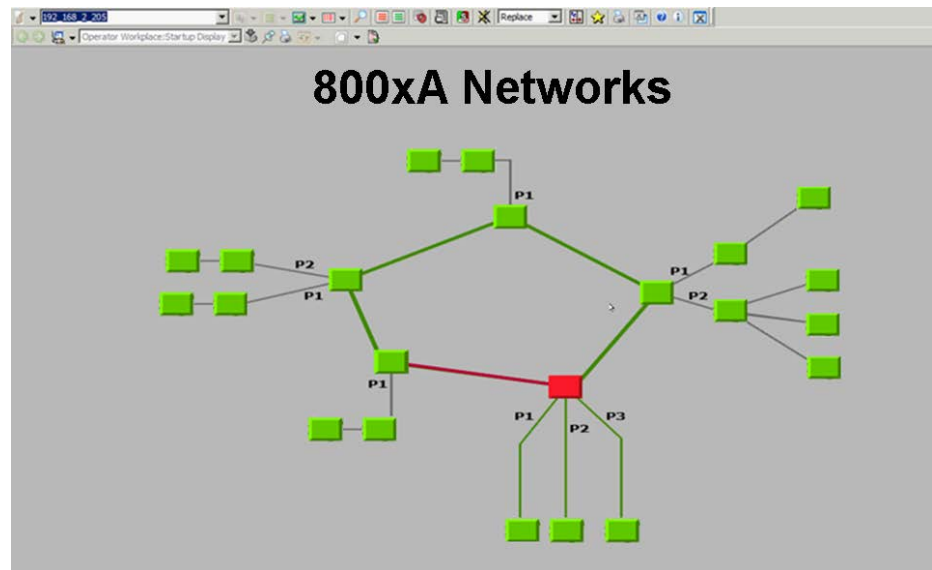 192_168_2_205
Replace
Operator Workplace:Startup Display
800xA Networks
P1
P2
P1
P1
P2
P1
P1
P2
P3